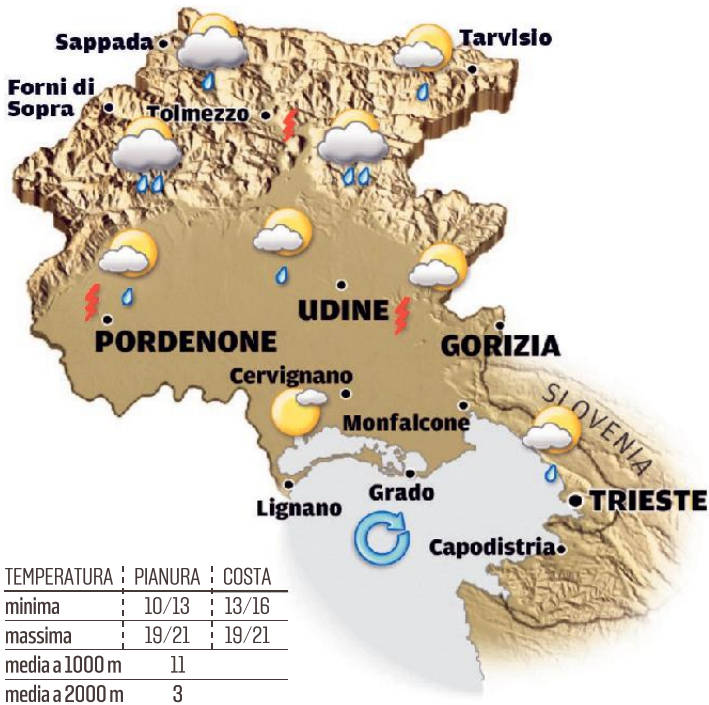 Sappada
Tarvisio
Forni di
Sopra
Tolmezzo
UDINE
PORDENONE
GORIZIA
Cervignano
SLOVENIA
Monfalcone
Lignano
Grado
TRIESTE
Capodistria
TEMPERATURA PIANURA COSTA
minima 10/13 13/16
massima 19/21 19/21
media a 1000 m 11
media a 2000 m 3